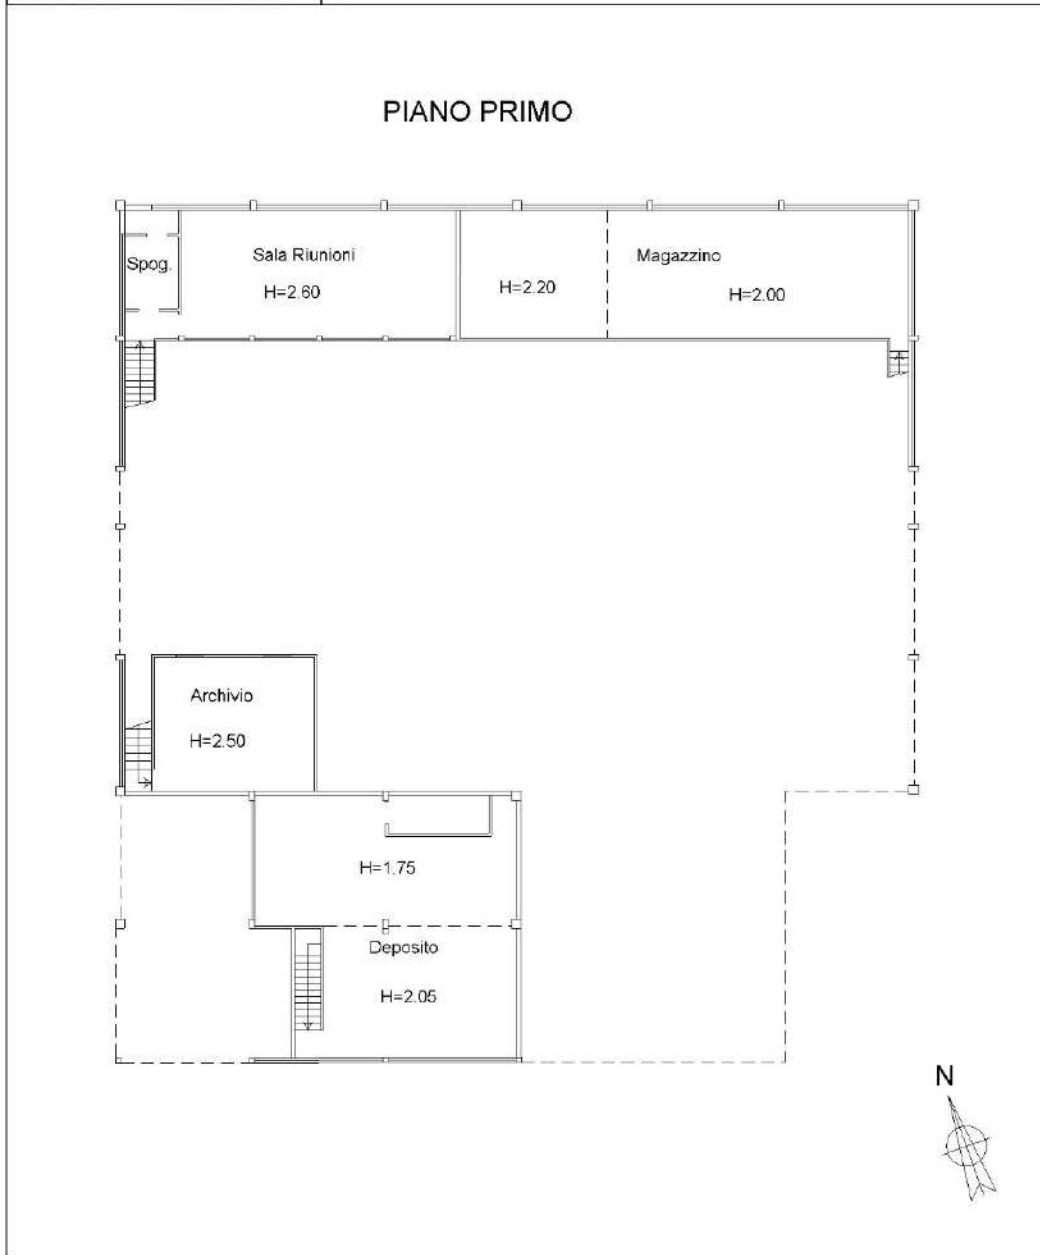 PIANO PRIMO
Spog.
Sala Riunioni
H=2.60
H=2.20
Magazzino
H=2.00
Archivio
H=2.50
H=1.75
Deposito
H=2.05
N